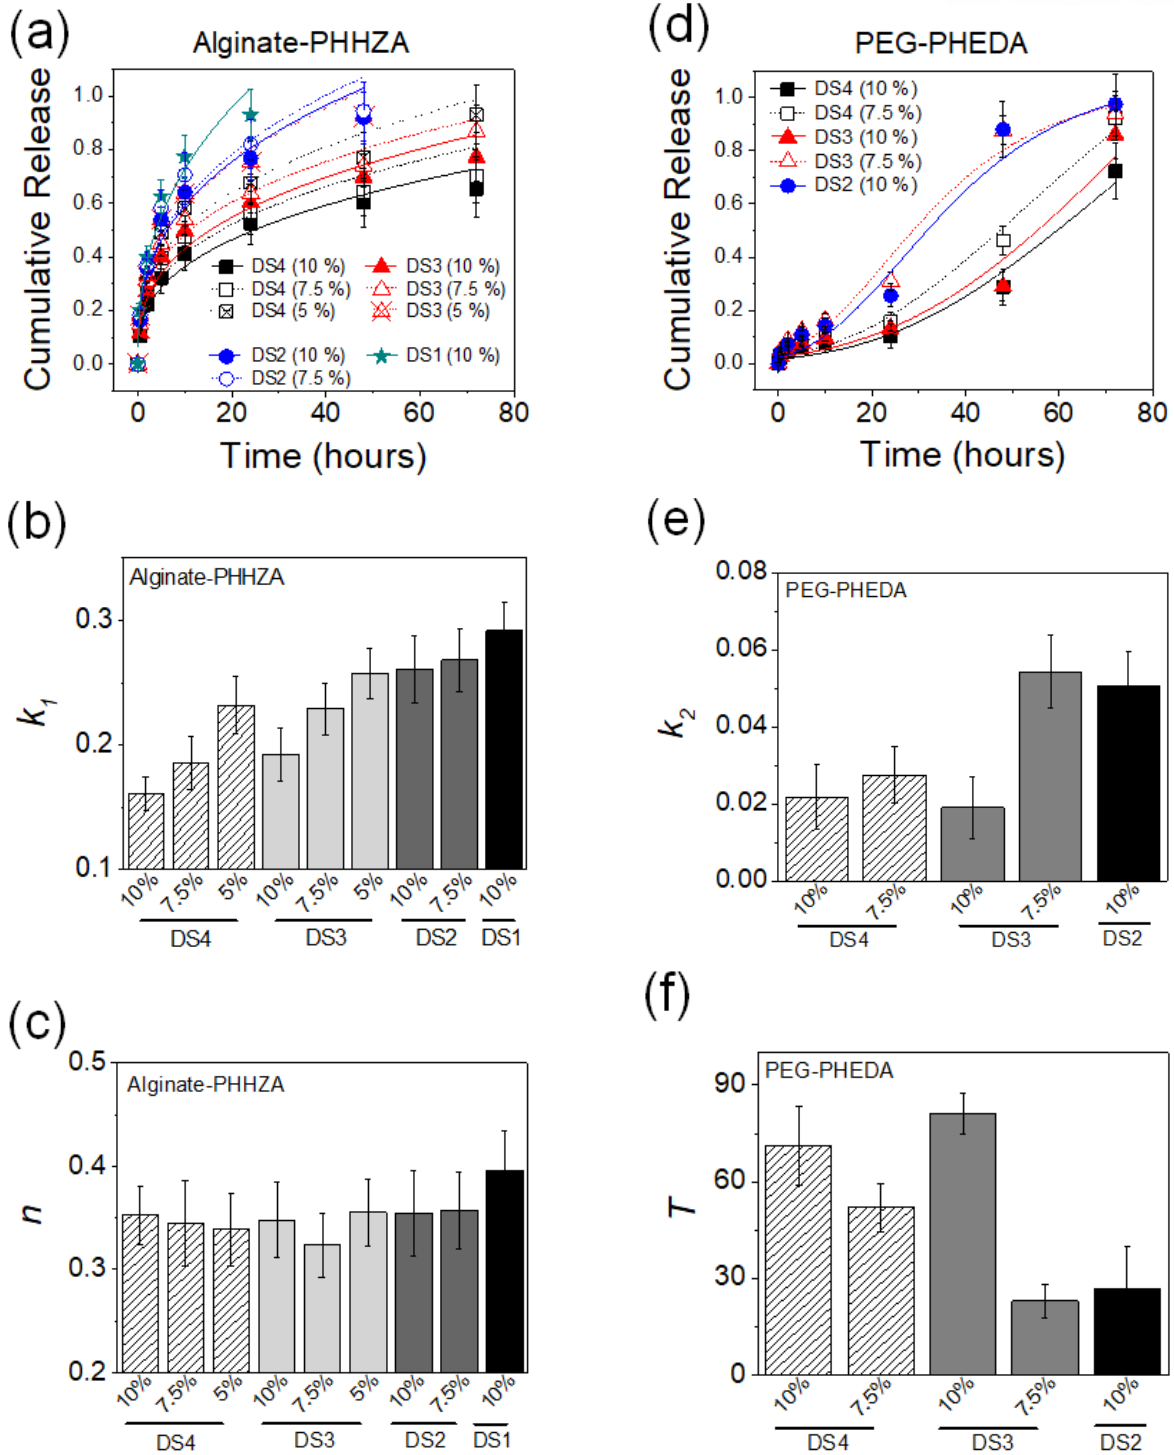 (a)
Alginate-PHHZA
Cumulative Release
1.0
0.8
0.6
0.4
0.2
0.0
DS4 (10 %)
DS4 (7.5 %)
DS4 (5 %)
DS3 (10 %)
DS3 (7.5 %)
DS3 (5 %)
DS2 (10 %)
DS2 (7.5 %)
DS1 (10 %)
0 20 40 60 80
Time (hours)
(d)
PEG-PHEDA
Cumulative Release
1.0
0.8
0.6
0.4
0.2
0.0
DS4 (10 %)
DS4 (7.5 %)
DS3 (10 %)
DS3 (7.5 %)
DS2 (10 %)
0 20 40 60 80
Time (hours)
(b)
Alginate-PHHZA
k1
0.3
0.2
0.1
10% 7.5% 5% 10% 7.5% 5% 10% 7.5% 10%
DS4 DS3 DS2 DS1
(e)
PEG-PHEDA
k2
0.08
0.06
0.04
0.02
0.00
10% 7.5% 10% 7.5% 10%
DS4 DS3 DS2
(c)
Alginate-PHHZA
n
0.5
0.4
0.3
0.2
10% 7.5% 5% 10% 7.5% 5% 10% 7.5% 10%
DS4 DS3 DS2 DS1
(f)
PEG-PHEDA
T
90
60
30
0
10% 7.5% 10% 7.5% 10%
DS4 DS3 DS2